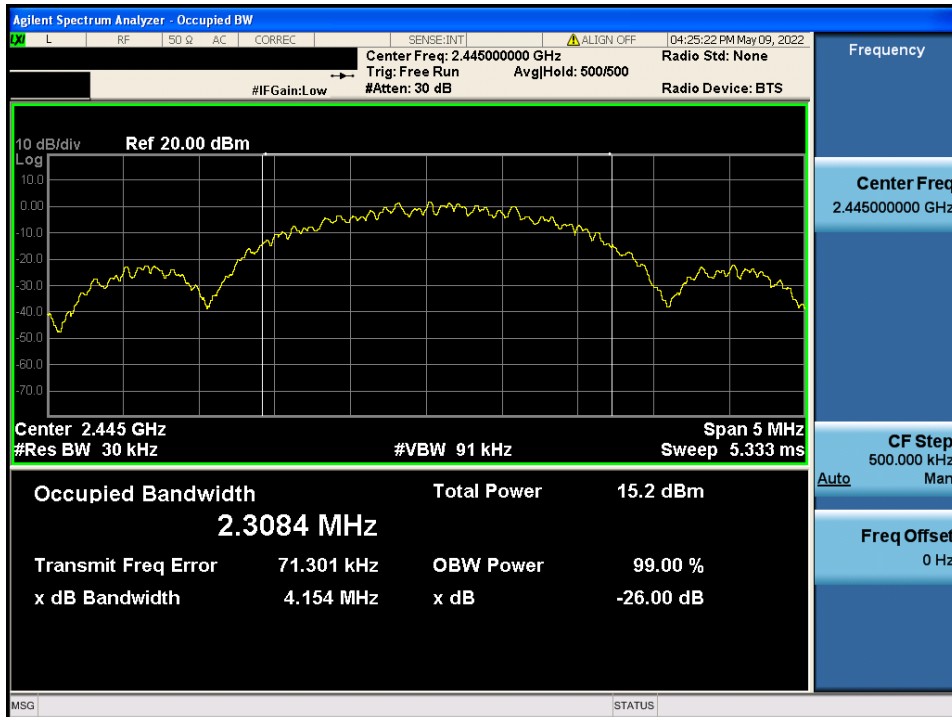 Agilent Spectrum Analyzer - Occupied BW
LXI L RF 50 Ω AC CORREC SENSE:INT ALIGN OFF 04:25:22 PM May 09, 2022
Center Freq: 2.445000000 GHz Radio Std: None
Trig: Free Run Avg|Hold: 500/500
#IFGain:Low #Atten: 30 dB Radio Device: BTS
10 dB/div Ref 20.00 dBm
Log
10.0
0.00
-10.0
-20.0
-30.0
-40.0
-50.0
-60.0
-70.0
Center 2.445 GHz Span 5 MHz
#Res BW 30 kHz #VBW 91 kHz Sweep 5.333 ms
Occupied Bandwidth Total Power 15.2 dBm
2.3084 MHz
Transmit Freq Error 71.301 kHz OBW Power 99.00 %
x dB Bandwidth 4.154 MHz x dB -26.00 dB
MSG STATUS
Frequency
Center Freq
2.445000000 GHz
CF Step
500.000 kHz
Auto Man
Freq Offset
0 Hz